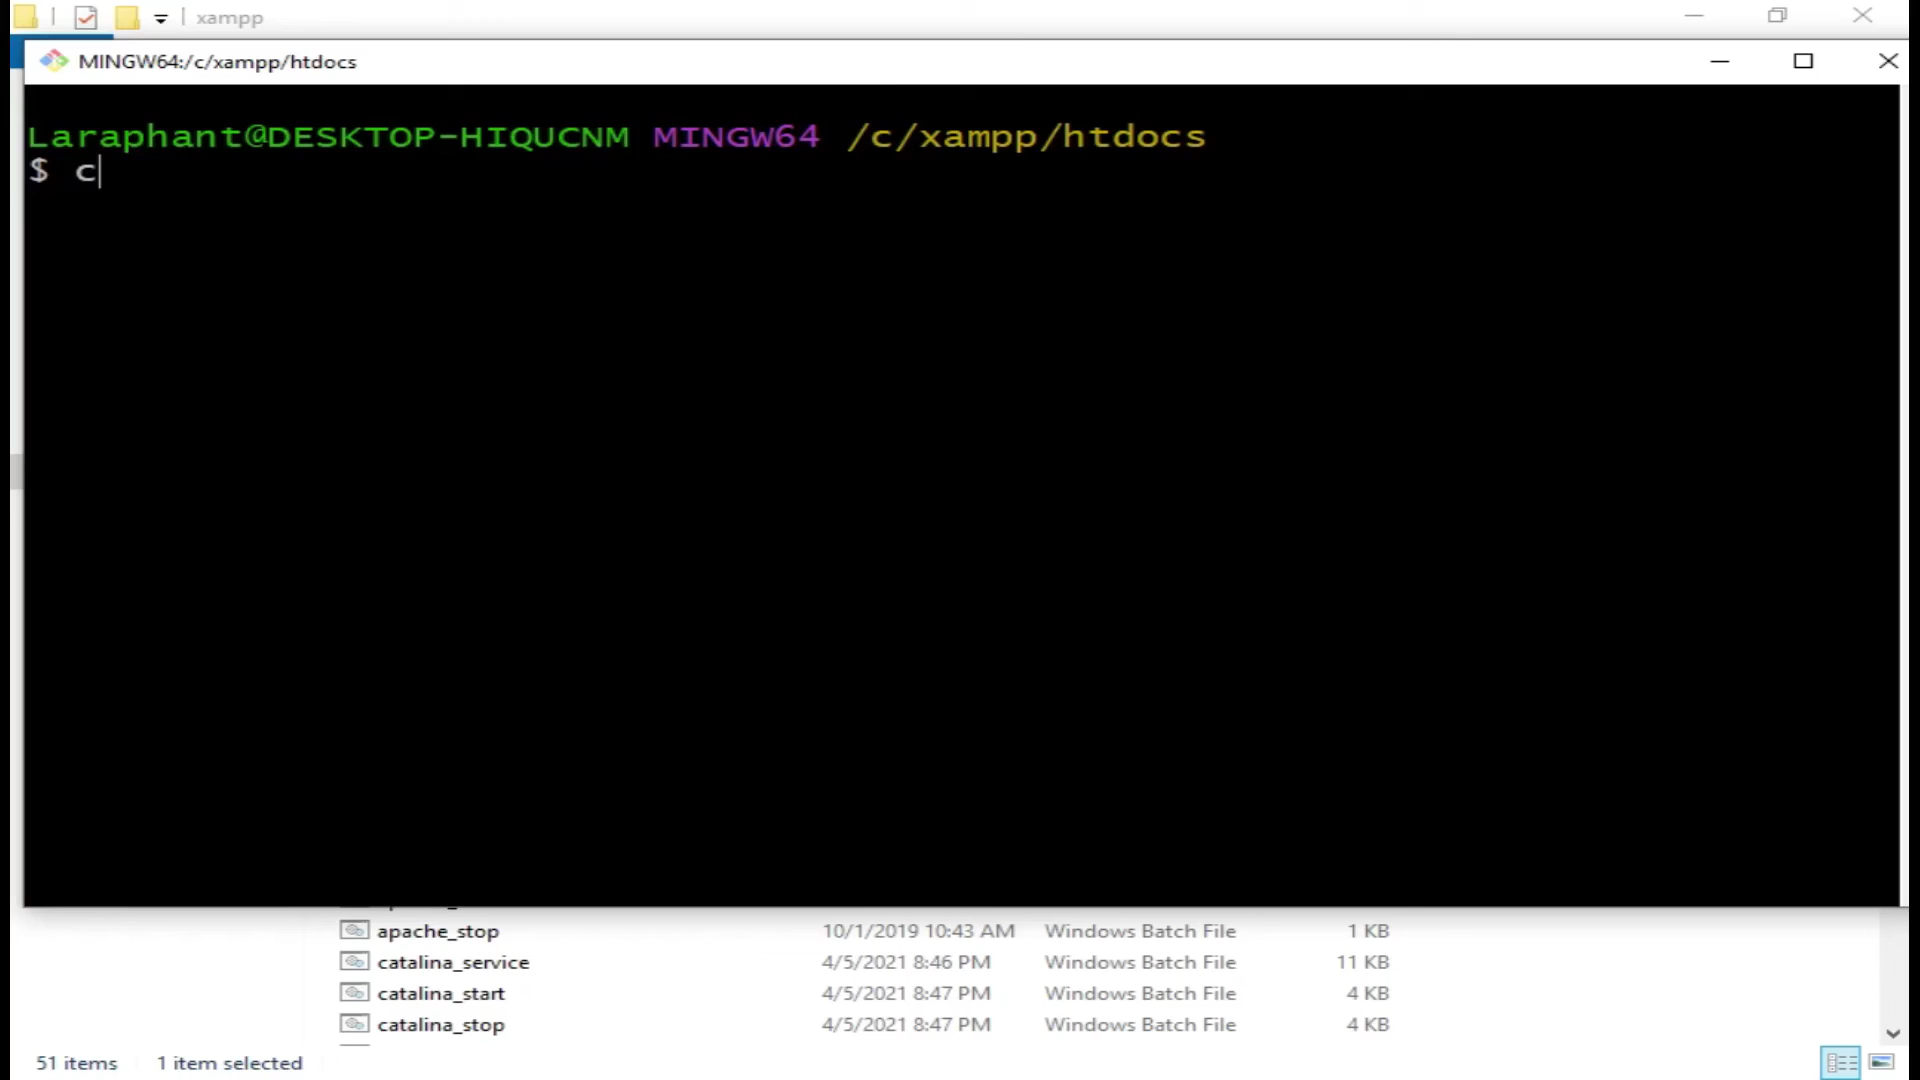 xampp
MINGW64:/c/xampp/htdocs
Laraphant@DESKTOP-HIQUCNM MINGW64 /c/xampp/htdocs
$ c
apache_stop 10/1/2019 10:43 AM Windows Batch File 1 KB
catalina_service 4/5/2021 8:46 PM Windows Batch File 11 KB
catalina_start 4/5/2021 8:47 PM Windows Batch File 4 KB
catalina_stop 4/5/2021 8:47 PM Windows Batch File 4 KB
51 items 1 item selected